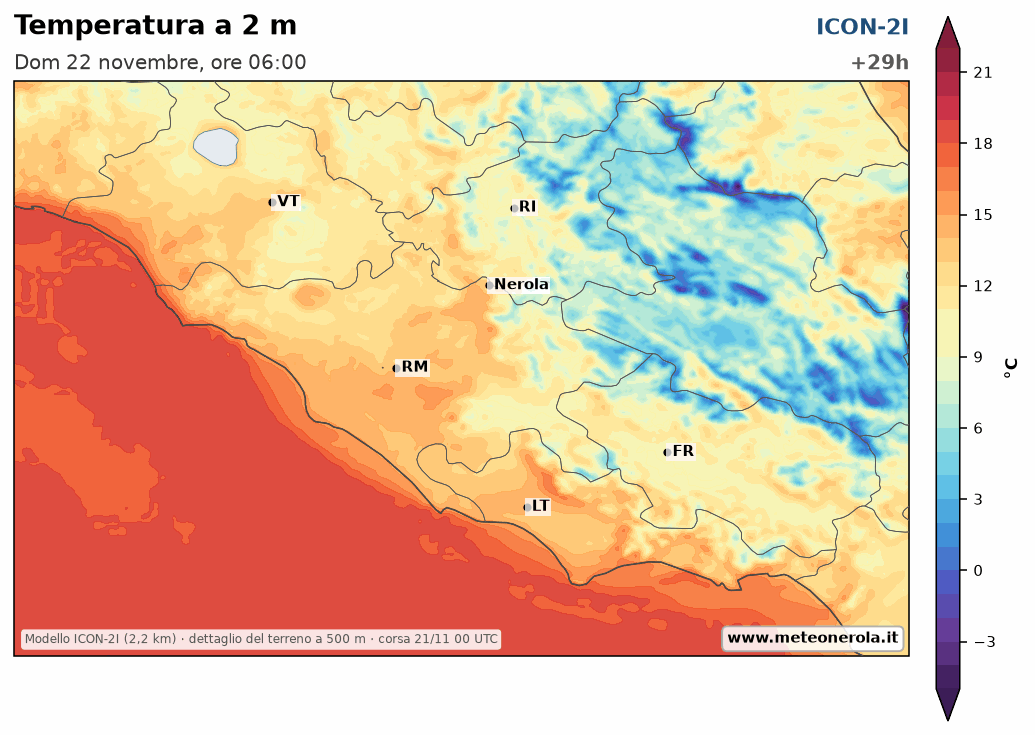 Temperatura a 2 m
ICON-2I
Dom 22 novembre, ore 06:00
+29h
VT
RI
Nerola
RM
FR
LT
21
18
15
12
9
6
3
0
−3
°C
Modello ICON-2I (2,2 km) · dettaglio del terreno a 500 m · corsa 21/11 00 UTC
www.meteonerola.it